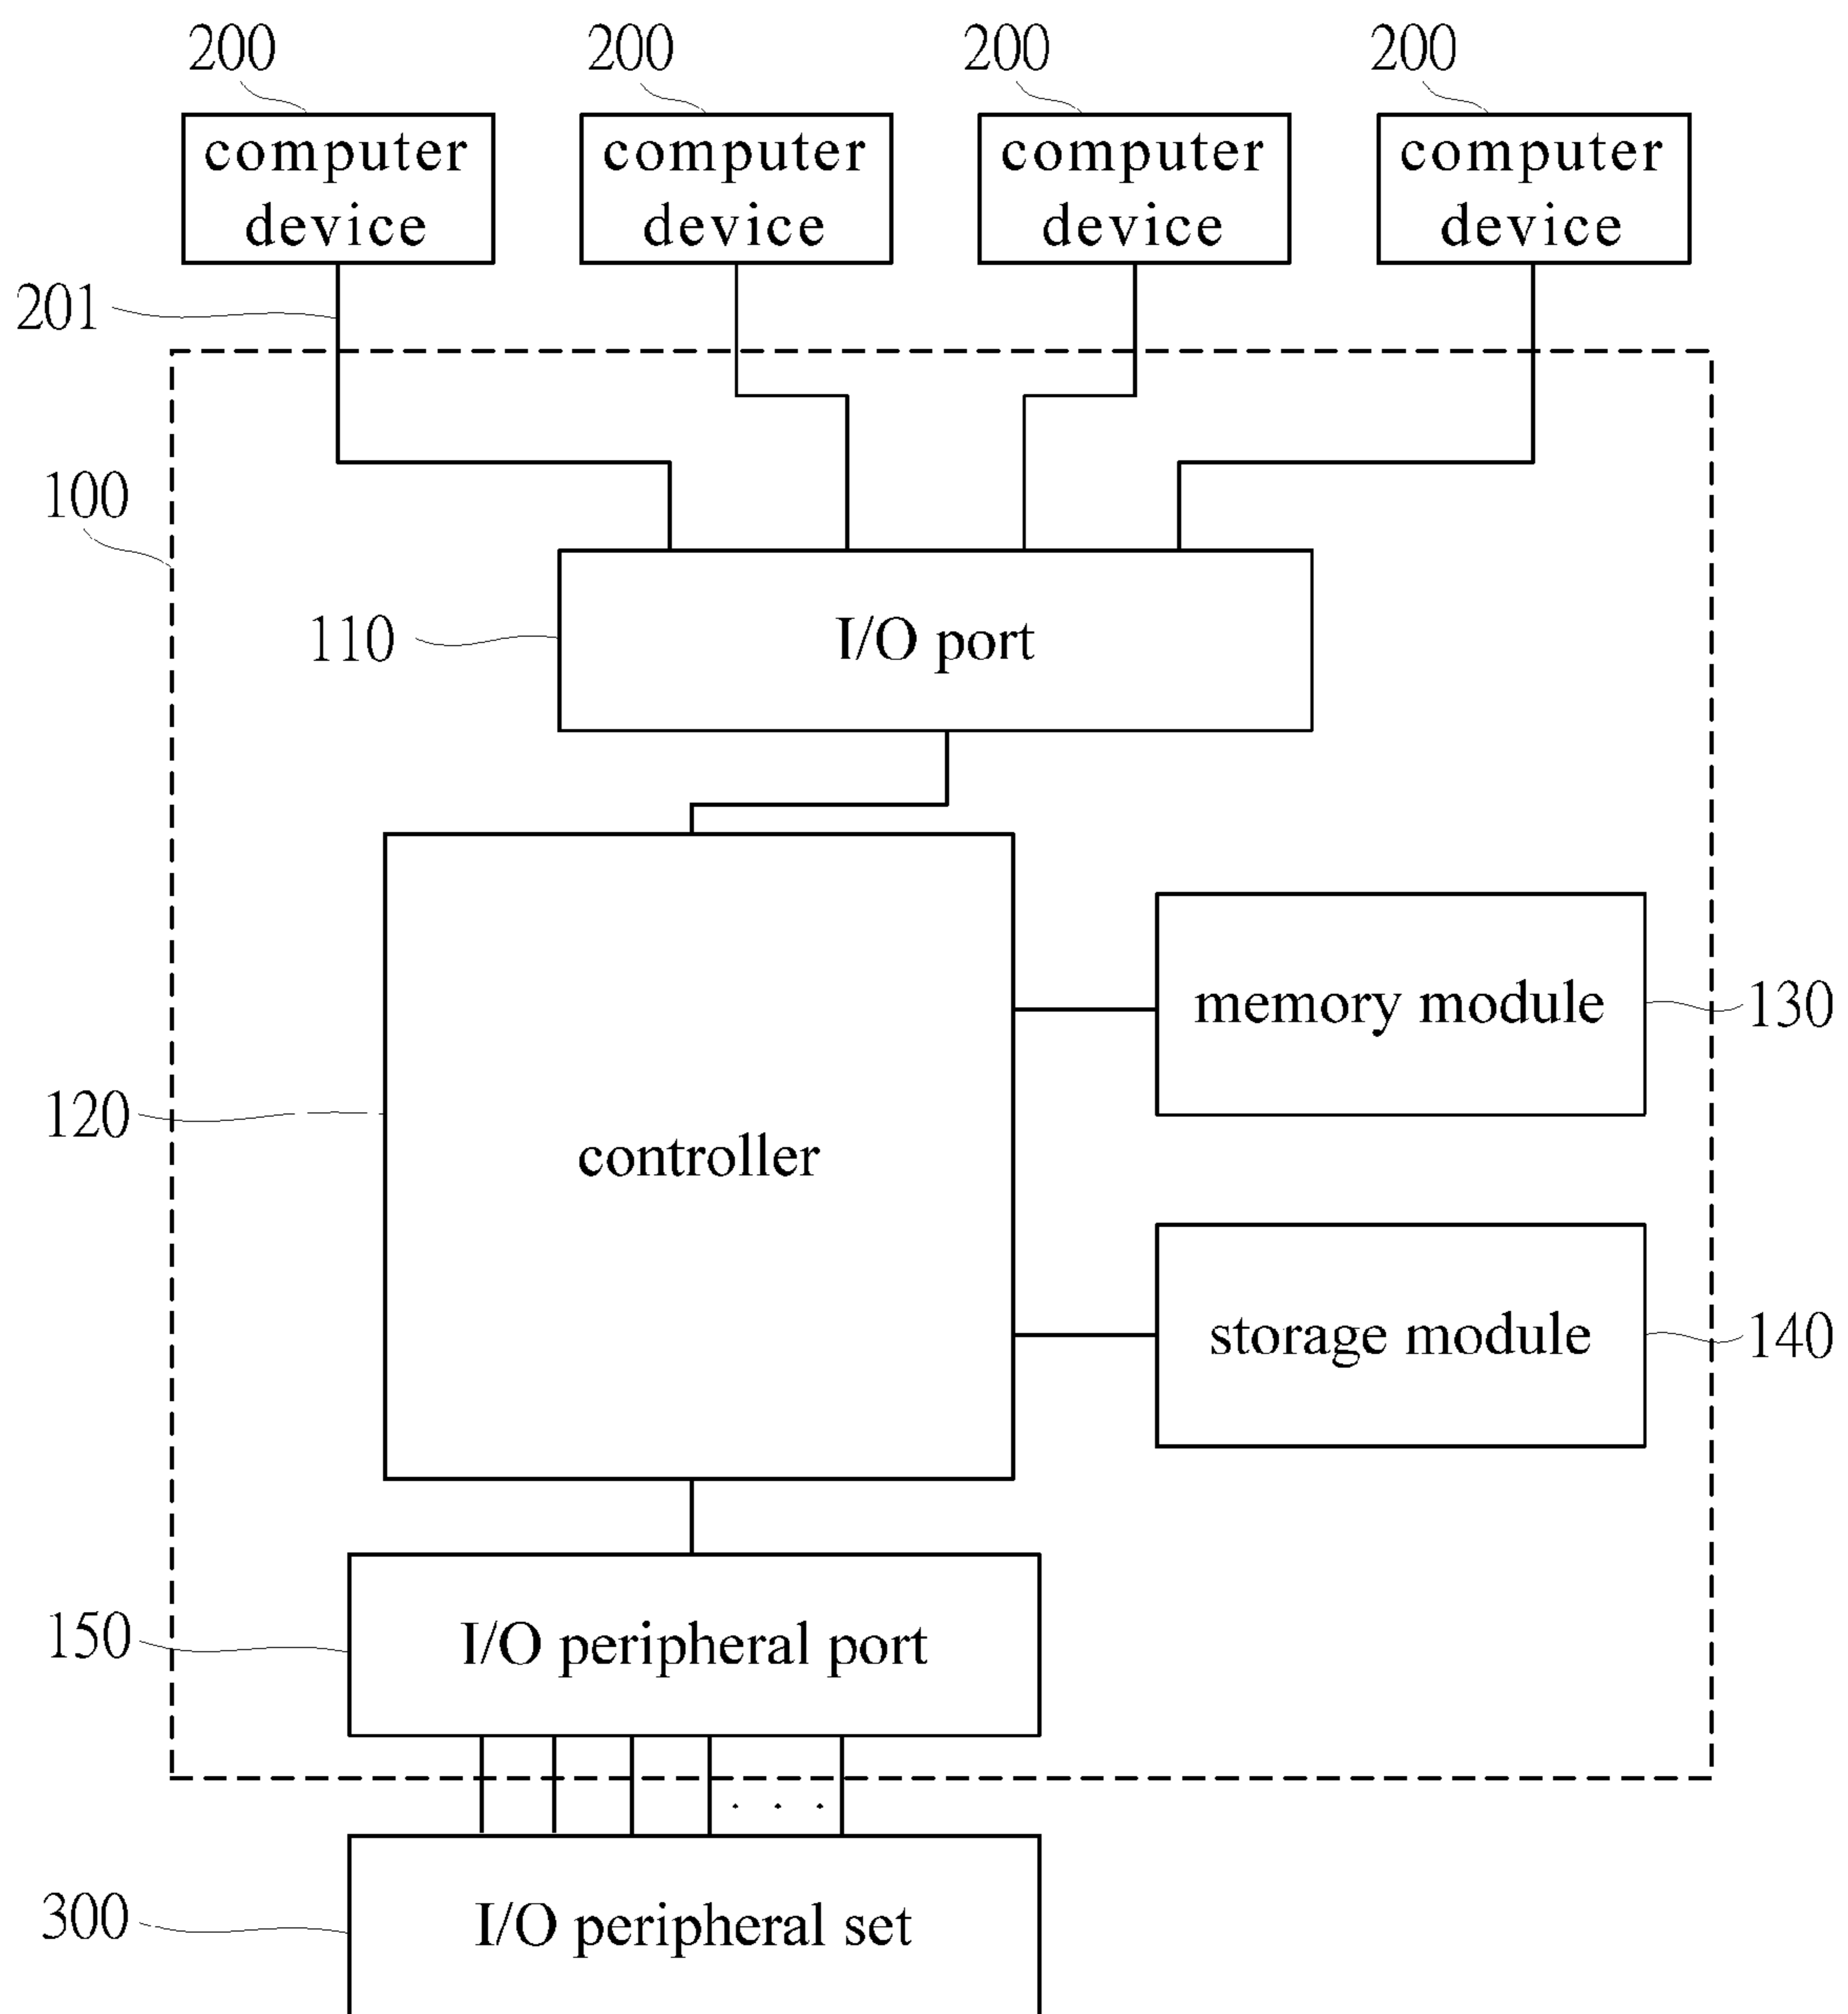 200 200 200 200
computer device
computer device
computer device
computer device
201
100
110
I/O port
memory module
130
120
controller
storage module
140
150
I/O peripheral port
. . .
300
I/O peripheral set